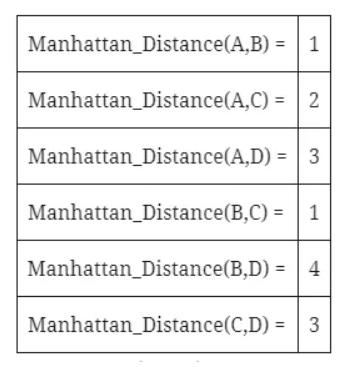 Manhattan_Distance(A,B) = 1
Manhattan_Distance(A,C) = 2
Manhattan_Distance(A,D) = 3
Manhattan_Distance(B,C) = 1
Manhattan_Distance(B,D) = 4
Manhattan_Distance(C,D) = 3